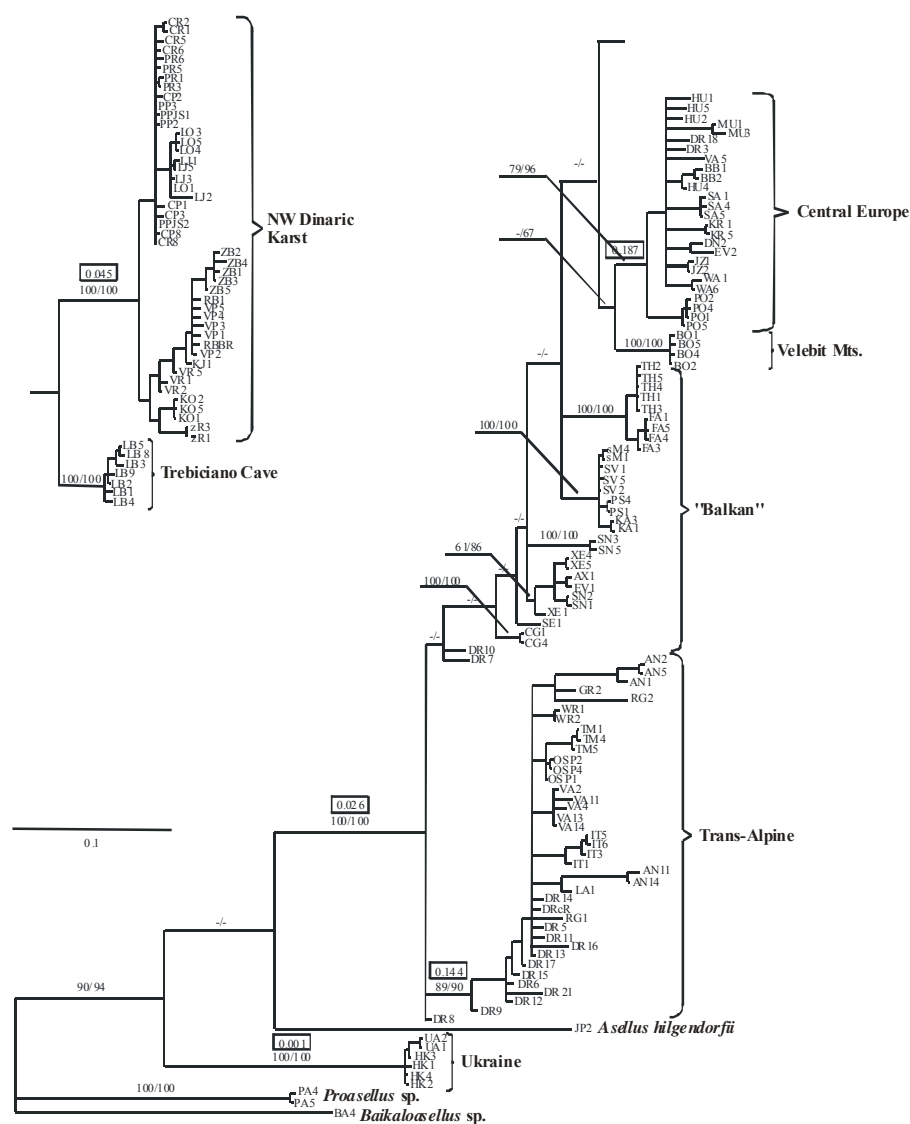 CR2
CR1
CR5
CR6
PR6
PR5
PR1
PR3
CP2
PP3
PPJS1
PP2
LO3
LO5
LO4
LJ1
LJ5
LJ3
LO1
LJ2
CP1
CP3
PPJS2
CP8
CR8
NW Dinaric
Karst
0.045
100/100
ZB2
ZB4
ZB1
ZB3
ZB5
RB1
VP5
VP4
VP3
VP1
RBBR
VP2
KJ1
VR5
VR1
VR2
KO2
KO5
KO1
zR3
zR1
LB5
LB8
LB3
LB9
LB2
LB1
LB4
100/100
Trebiciano Cave
-/-
79/96
-/67
0.187
HU1
HU5
HU2
MU1
MU3
DR18
DR3
VA5
BB1
BB2
HU4
SA1
SA4
SA5
KR1
KR5
DN2
EV2
JZ1
JZ2
WA1
WA6
PO2
PO4
PO1
PO5
Central Europe
100/100
BO1
BO5
BO4
BO2
Velebit Mts.
-/-
100/100
TH2
TH5
TH4
TH1
TH3
FA1
FA5
FA4
FA3
100/100
sM4
sM1
SV1
SV5
SV2
PS4
PS1
KA3
KA1
"Balkan"
-/-
100/100
SN3
SN5
61/86
XE4
XE5
AX1
EV1
SN2
SN1
XE1
-/-
SE1
100/100
CG1
CG4
-/-
-/-
DR10
DR7
AN2
AN5
AN1
GR2
RG2
WR1
WR2
TM1
TM4
TM5
OSP2
OSP4
OSP1
VA2
VA11
VA4
VA13
VA14
IT5
IT6
IT3
IT1
AN11
AN14
LA1
DR14
DRcR
RG1
DR5
DR11
DR16
DR13
DR17
DR15
DR6
DR21
DR12
DR9
DR8
Trans-Alpine
0.026
100/100
0.1
-/-
0.144
89/90
90/94
JP2 Asellus hilgendorfii
0.001
100/100
UA2
UA1
HK3
HK1
HK4
HK2
Ukraine
100/100
PA4
PA5
Proasellus sp.
BA4 Baikaloasellus sp.